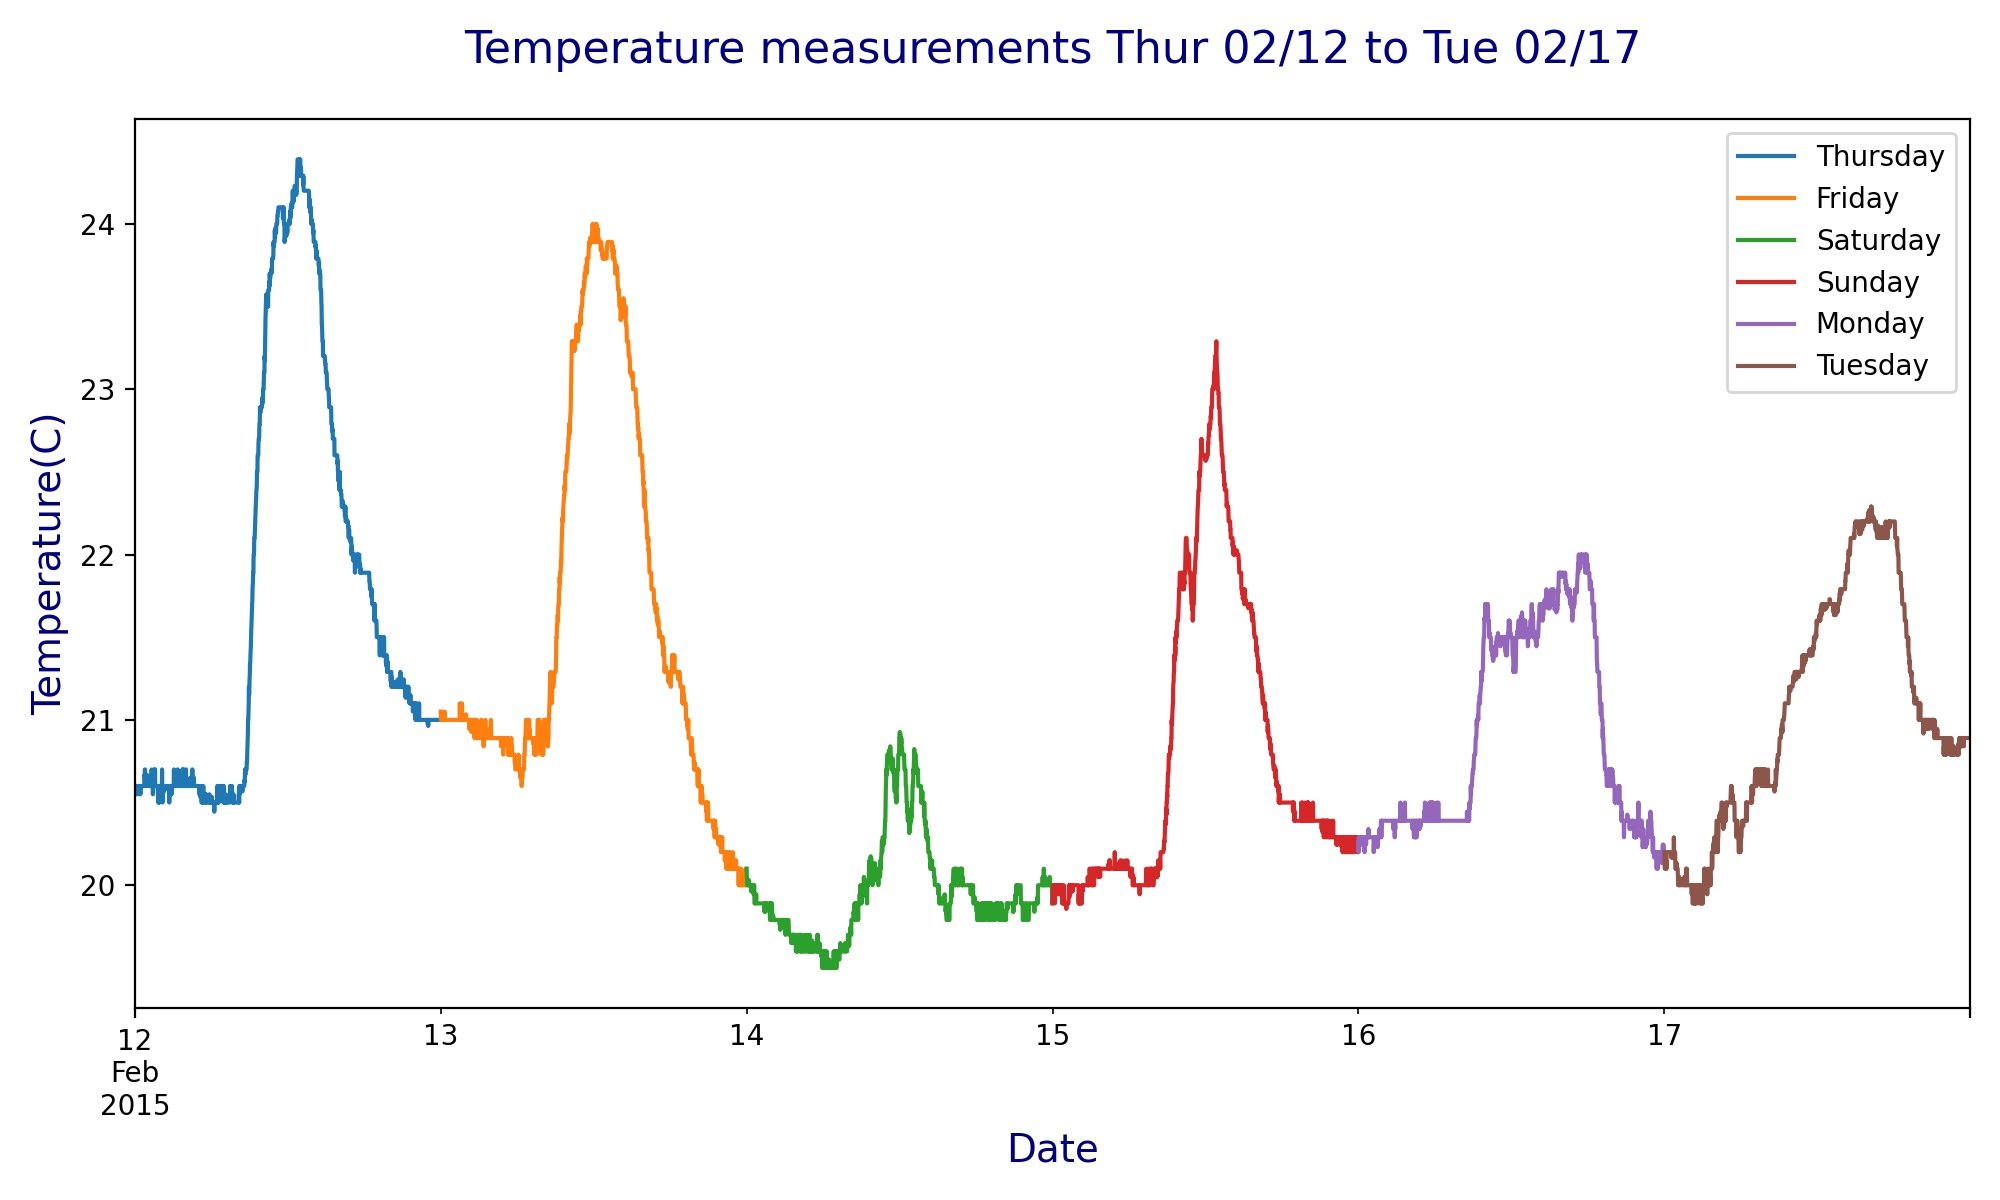 Temperature measurements Thur 02/12 to Tue 02/17
Thursday
Friday
Saturday
Sunday
Monday
Tuesday
24
23
22
21
20
Temperature(C)
12
Feb
2015
13
14
15
16
17
Date